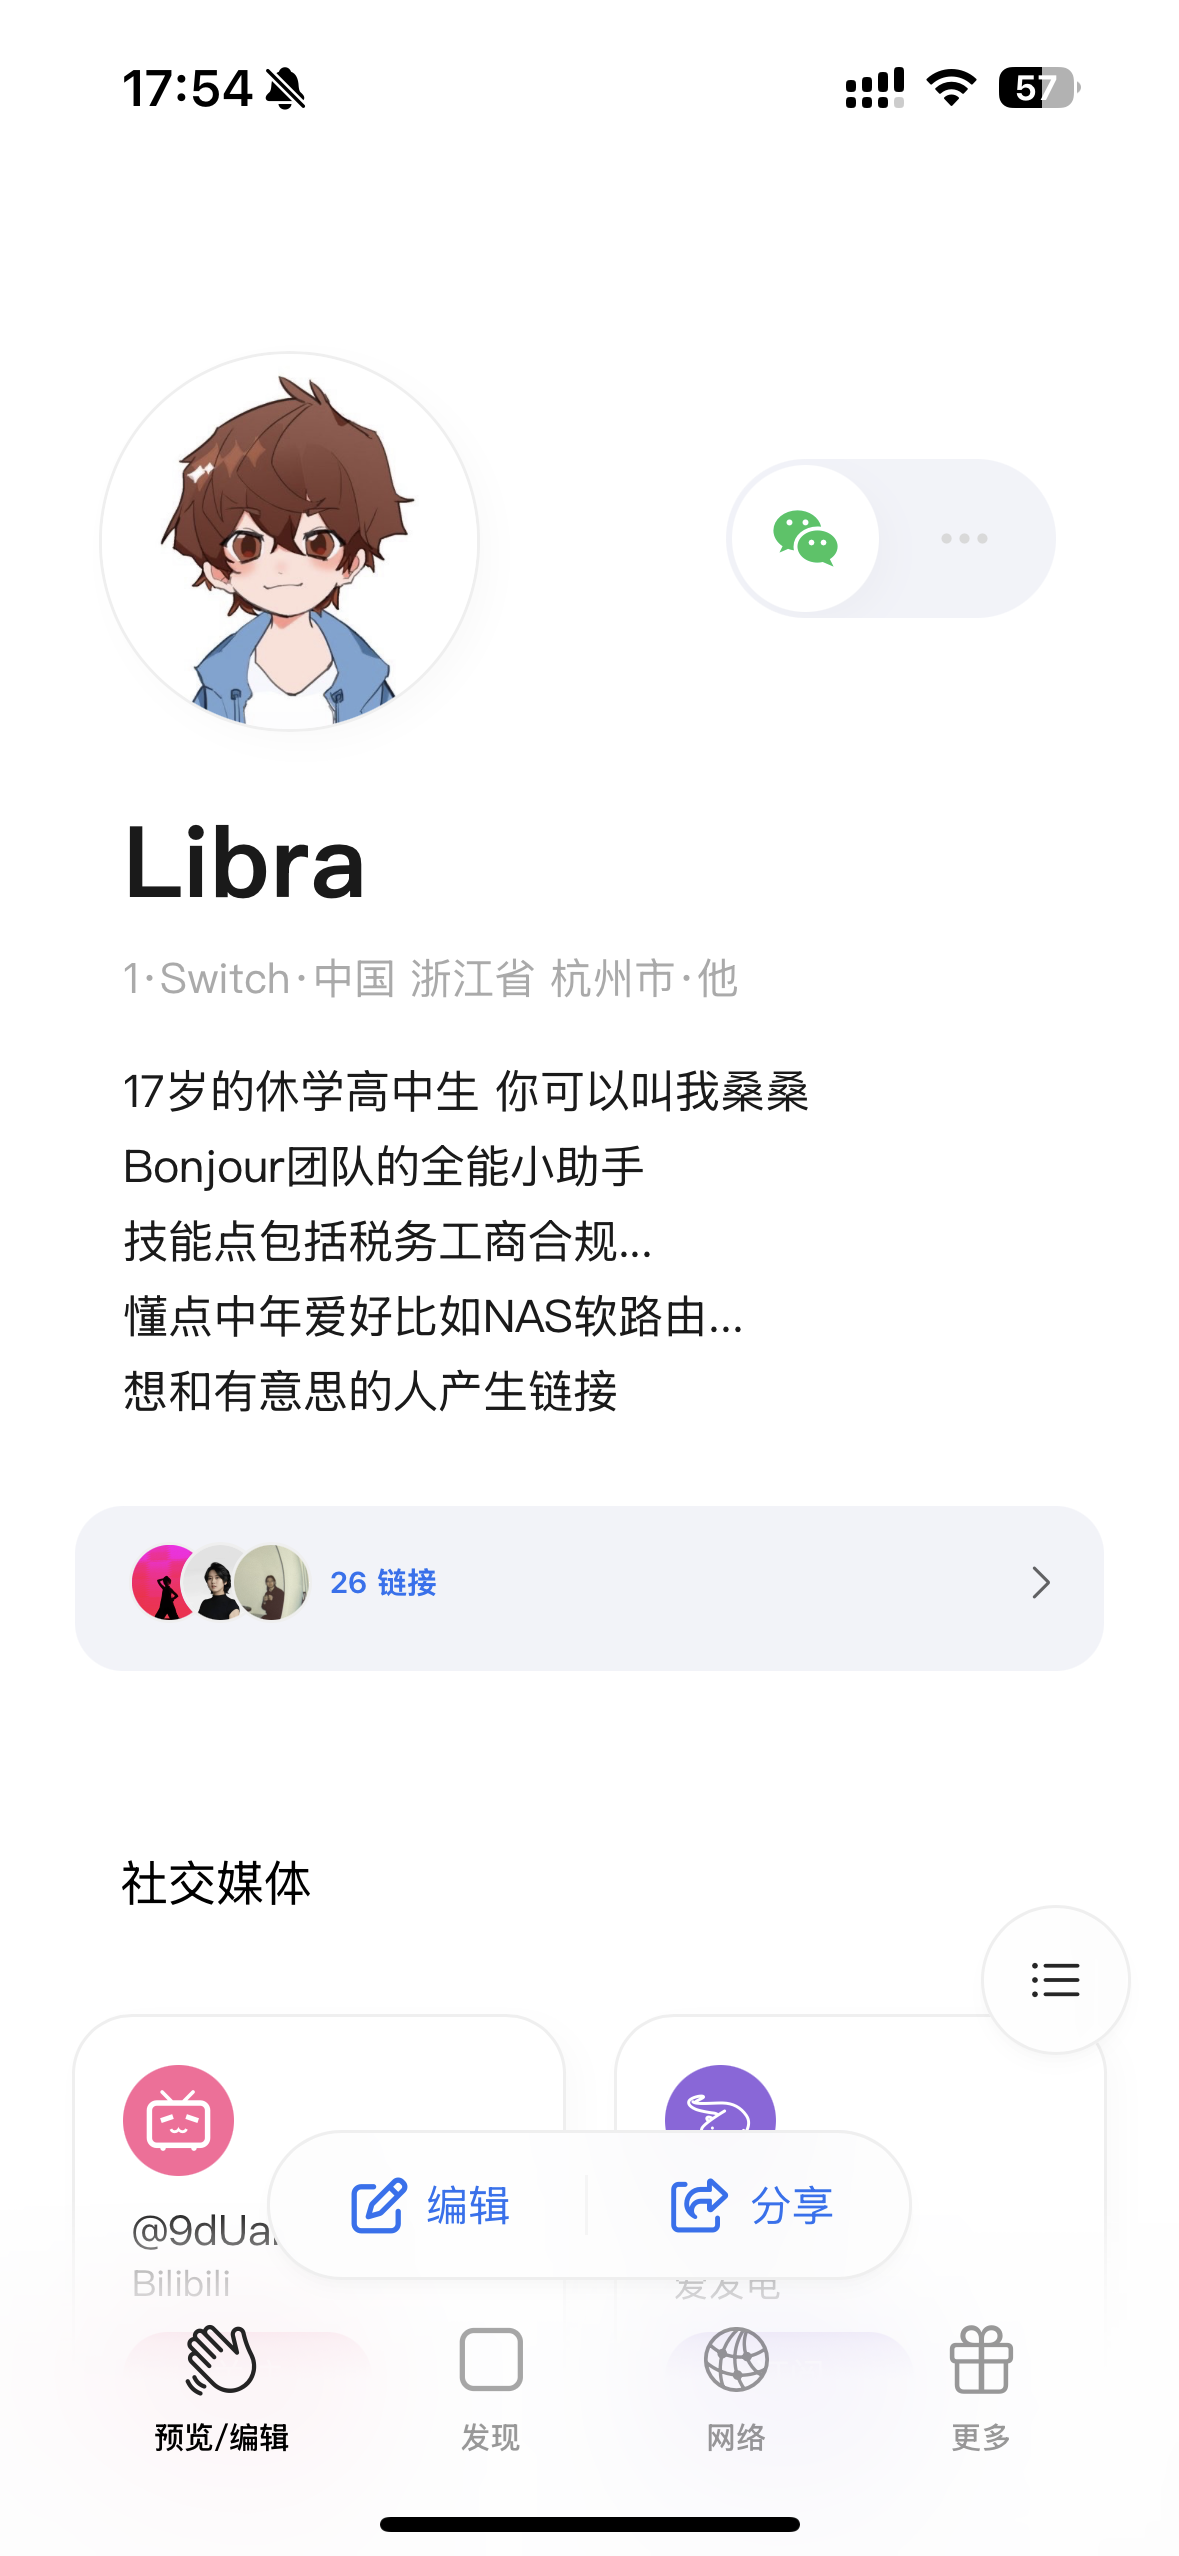 17:54
57
Libra
1·Switch·中国 浙江省 杭州市·他
17岁的休学高中生 你可以叫我桑桑
Bonjour团队的全能小助手
技能点包括税务工商合规...
懂点中年爱好比如NAS软路由...
想和有意思的人产生链接
26 链接
社交媒体
编辑
分享
Bilibili
爱发电
预览/编辑
发现
网络
更多